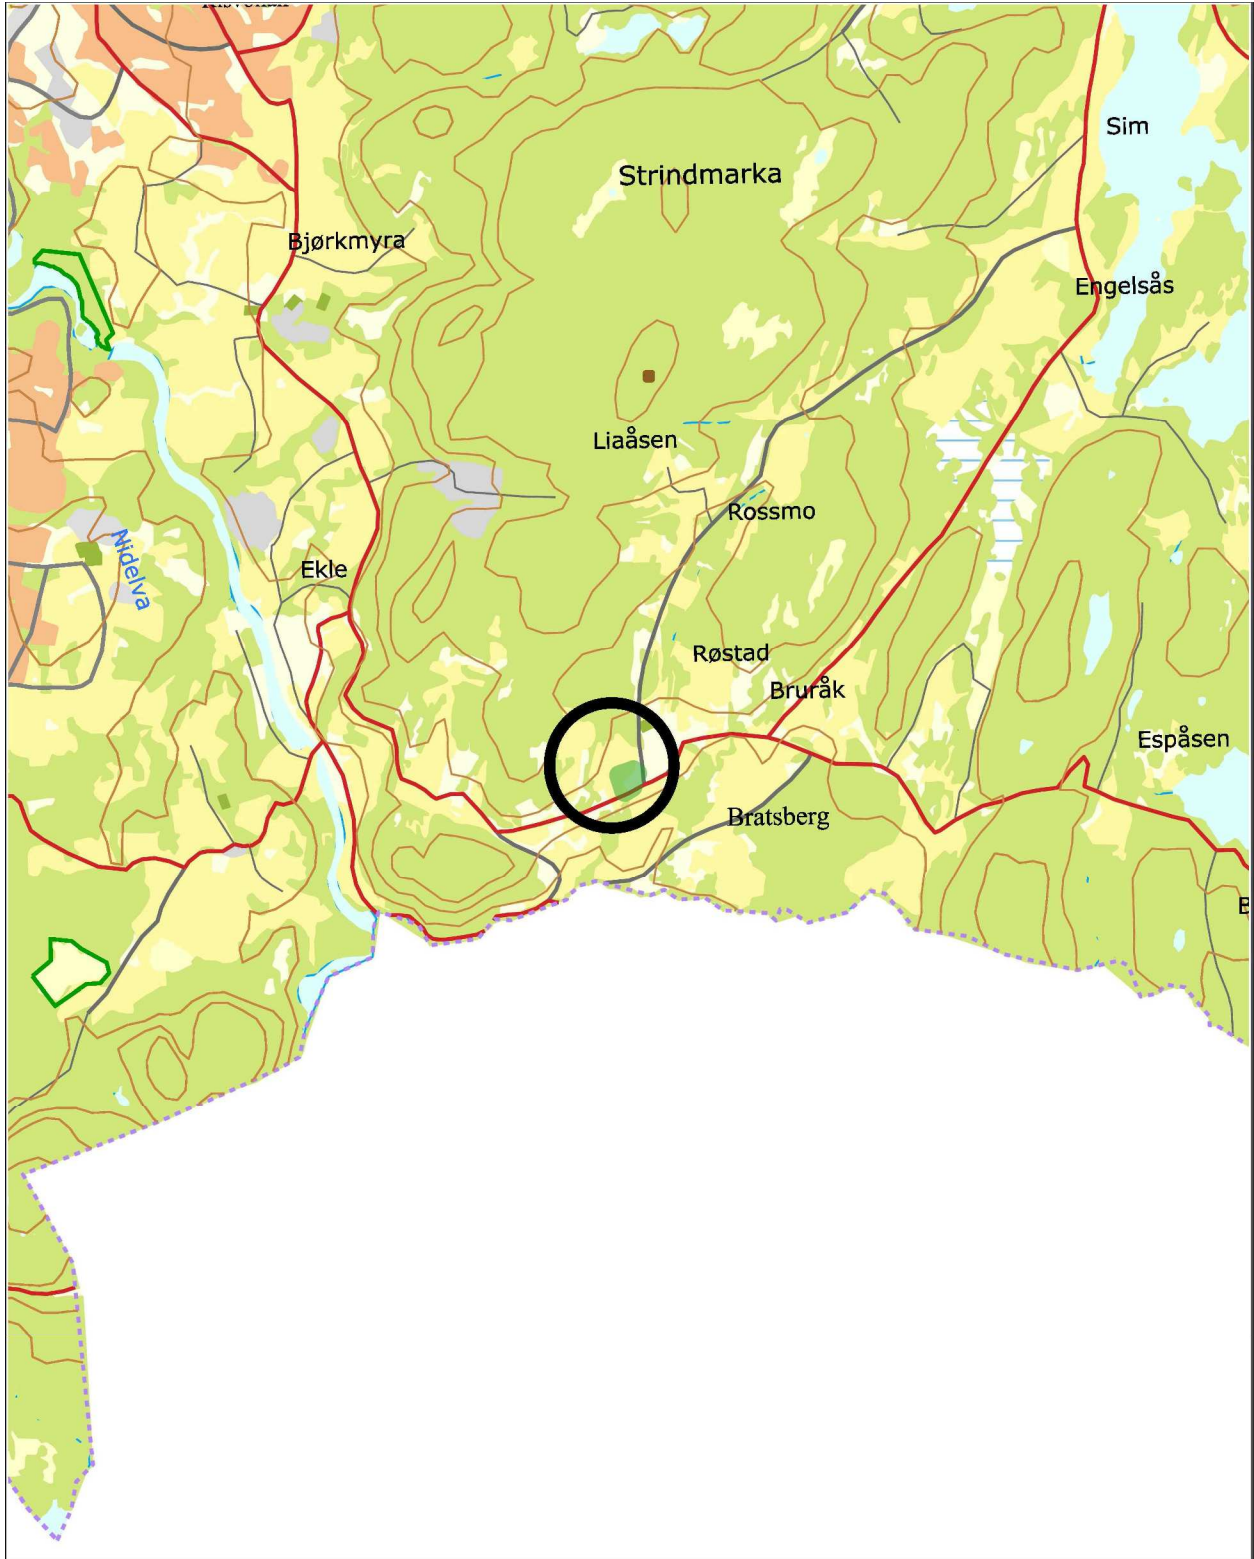 Sim
Strindmarka
Bjørkmyra
Engelsås
Liaåsen
Rossmo
Nidelva
Ekle
Røstad
Bruråk
Espåsen
Bratsberg